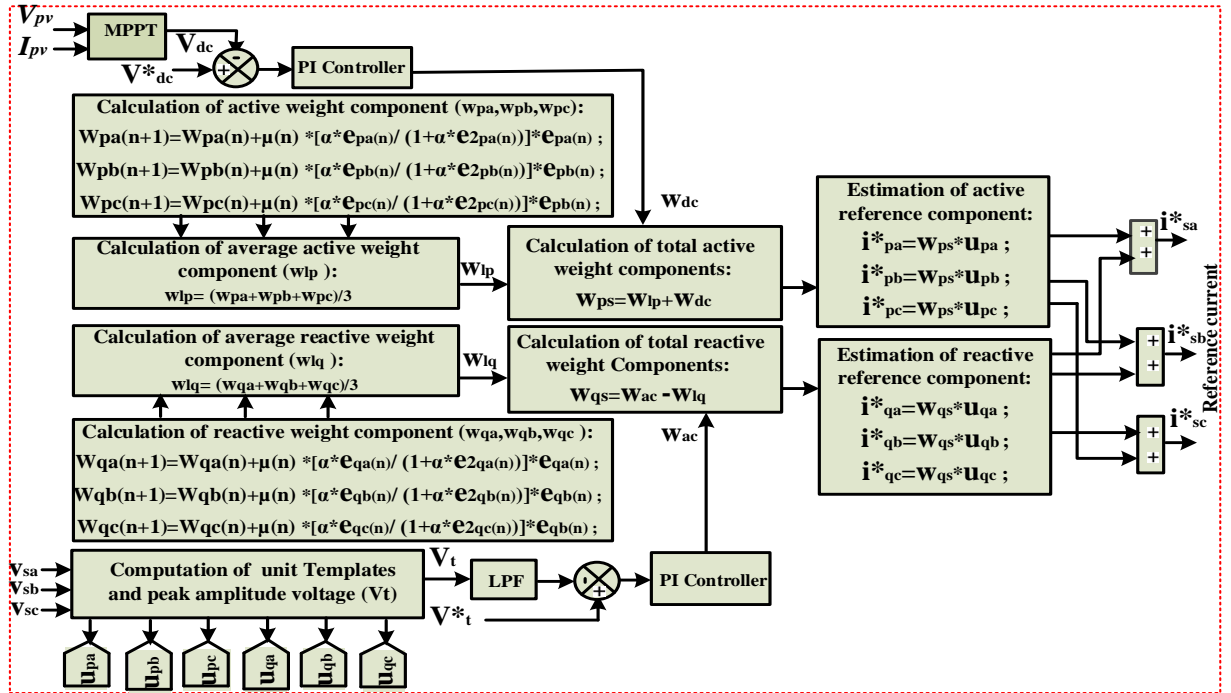 Vpv
Ipv
MPPT
Vdc
V*dc
-
+
PI Controller
Calculation of active weight component (wpa,wpb,wpc):
Wpa(n+1)=Wpa(n)+μ(n) *[α*epa(n)/ (1+α*e2pa(n))]*epa(n) ;
Wpb(n+1)=Wpb(n)+μ(n) *[α*epb(n)/ (1+α*e2pb(n))]*epb(n) ;
Wpc(n+1)=Wpc(n)+μ(n) *[α*epc(n)/ (1+α*e2pc(n))]*epb(n) ;
Calculation of average active weight
component (wlp ):
wlp= (wpa+wpb+wpc)/3
wlp
wdc
Calculation of total active
weight components:
wps=wlp+wdc
Estimation of active
reference component:
i*pa=wps*upa ;
i*pb=wps*upb ;
i*pc=wps*upc ;
+
+
i*sa
Calculation of average reactive weight
component (wlq ):
wlq= (wqa+wqb+wqc)/3
wlq
Calculation of total reactive
weight Components:
wqs=wac -wlq
wac
Estimation of reactive
reference component:
i*qa=wqs*uqa ;
i*qb=wqs*uqb ;
i*qc=wqs*uqc ;
+
+
i*sb
+
+
i*sc
Reference current
Calculation of reactive weight component (wqa,wqb,wqc ):
Wqa(n+1)=Wqa(n)+μ(n) *[α*eqa(n)/ (1+α*e2qa(n))]*eqa(n) ;
Wqb(n+1)=Wqb(n)+μ(n) *[α*eqb(n)/ (1+α*e2qb(n))]*eqb(n) ;
Wqc(n+1)=Wqc(n)+μ(n) *[α*eqc(n)/ (1+α*e2qc(n))]*eqb(n) ;
vsa
vsb
vsc
Computation of unit Templates
and peak amplitude voltage (Vt)
Vt
LPF
V*t
-
+
PI Controller
upa
upb
upc
uqa
uqb
uqc